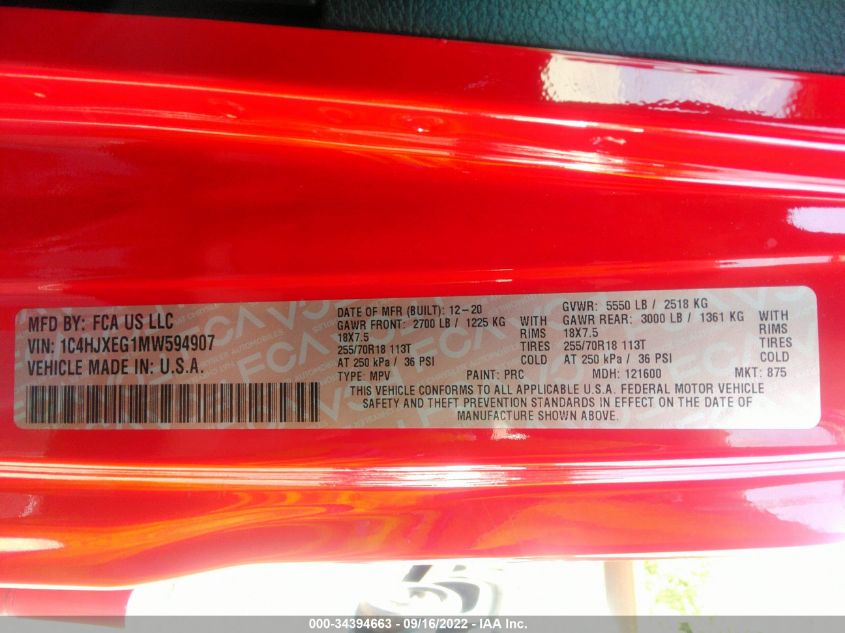 MFD BY: FCA US LLC
VIN: 1C4HJXEG1MW594907
VEHICLE MADE IN: U.S.A.
DATE OF MFR (BUILT): 12-20 GVWR: 5550 LB / 2518 KG
GAWR FRONT: 2700 LB / 1225 KG GAWR REAR: 3000 LB / 1361 KG
18X7.5 RIMS 18X7.5 RIMS
255/70R18 113T TIRES 255/70R18 113T TIRES
AT 250 kPa / 36 PSI COLD AT 250 kPa / 36 PSI COLD
TYPE: MPV PAINT: PRC MDH: 121600 MKT: 875
THIS VEHICLE CONFORMS TO ALL APPLICABLE U.S.A. FEDERAL MOTOR VEHICLE
SAFETY AND THEFT PREVENTION STANDARDS IN EFFECT ON THE DATE OF
MANUFACTURE SHOWN ABOVE.
000-34394663 - 09/16/2022 - IAA Inc.